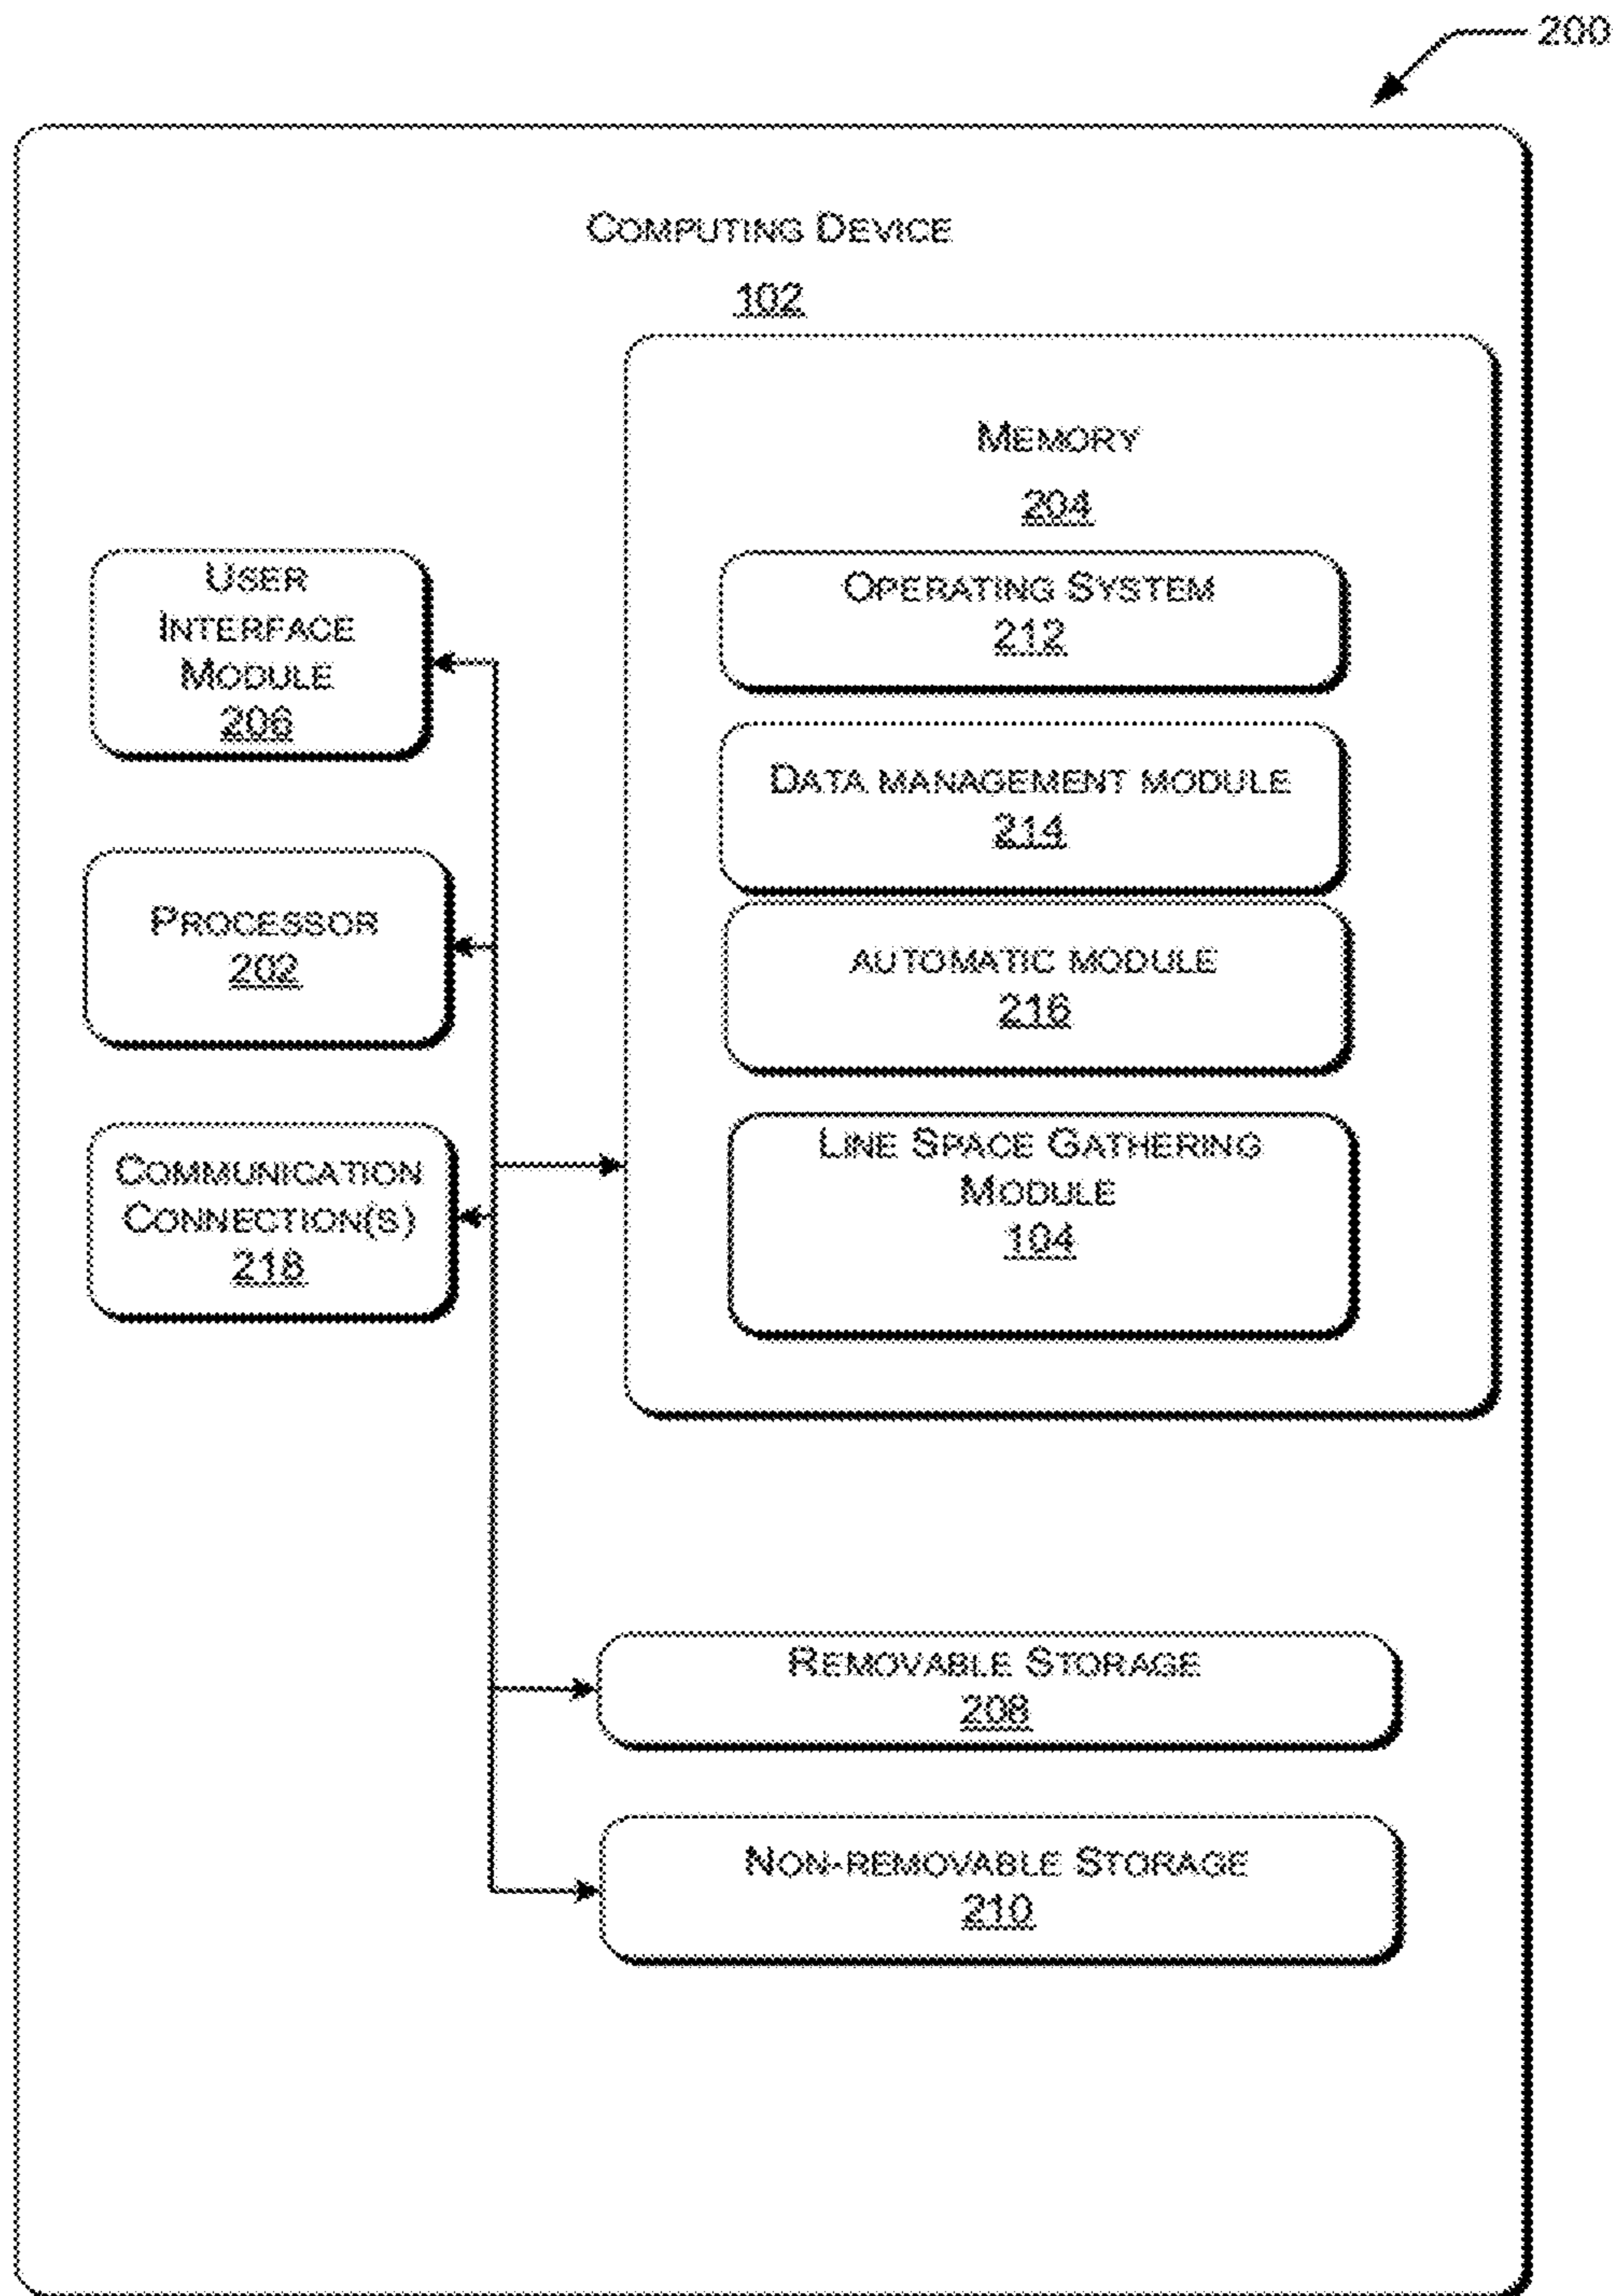 200
COMPUTING DEVICE
102
MEMORY
204
OPERATING SYSTEM
212
DATA MANAGEMENT MODULE
214
AUTOMATIC MODULE
216
LINE SPACE GATHERING
MODULE
104
USER
INTERFACE
MODULE
206
PROCESSOR
202
COMMUNICATION
CONNECTION(S)
218
REMOVABLE STORAGE
208
NON-REMOVABLE STORAGE
210